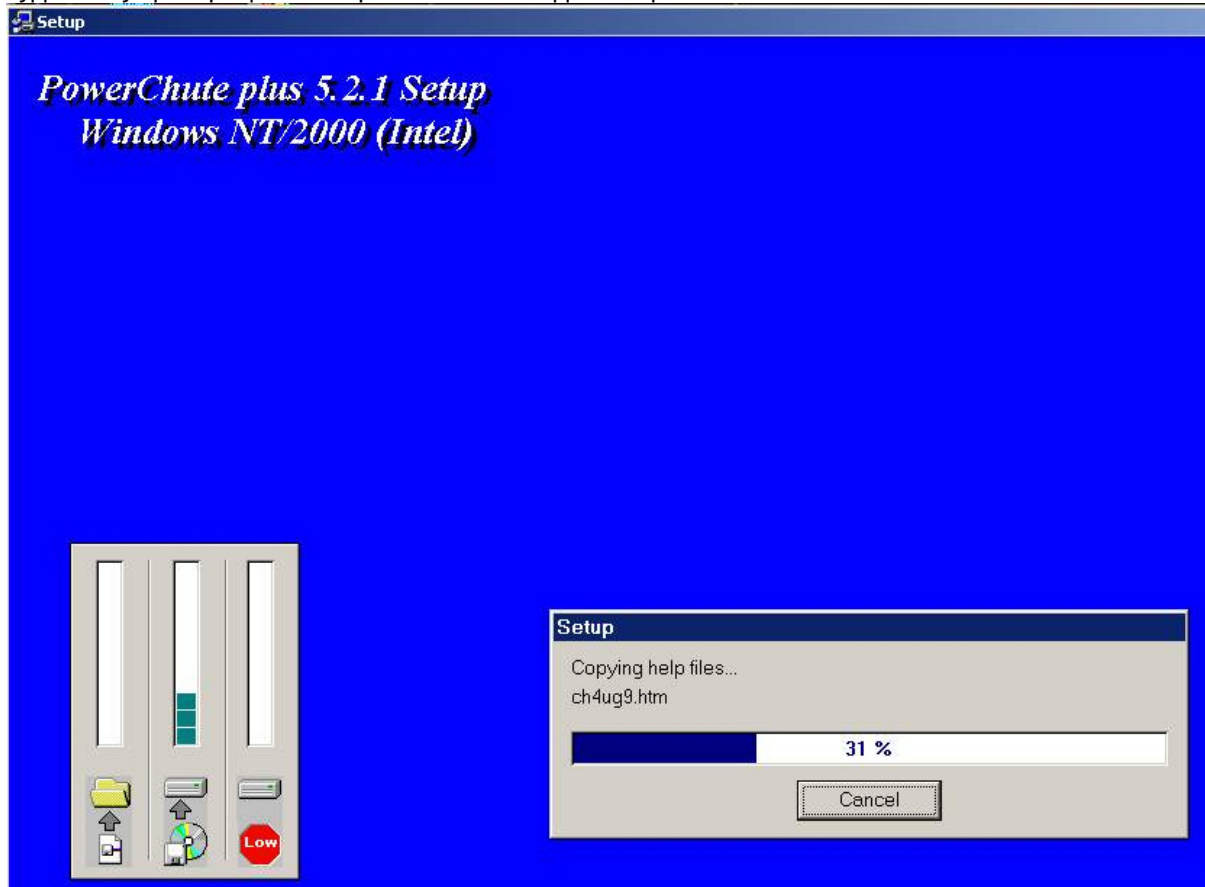 Setup
PowerChute plus 5.2.1 Setup
Windows NT/2000 (Intel)
Low
Setup
Copying help files...
ch4ug9.htm
31 %
Cancel